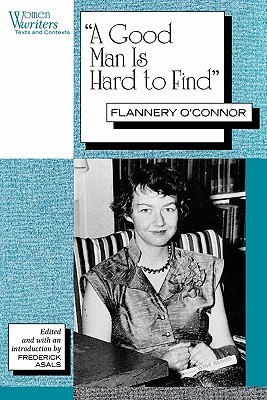 Women
Writers
Texts and Contexts
“A Good
Man Is
Hard to Find”
FLANNERY O'CONNOR
Edited
and with an
introduction by
FREDERICK
ASALS